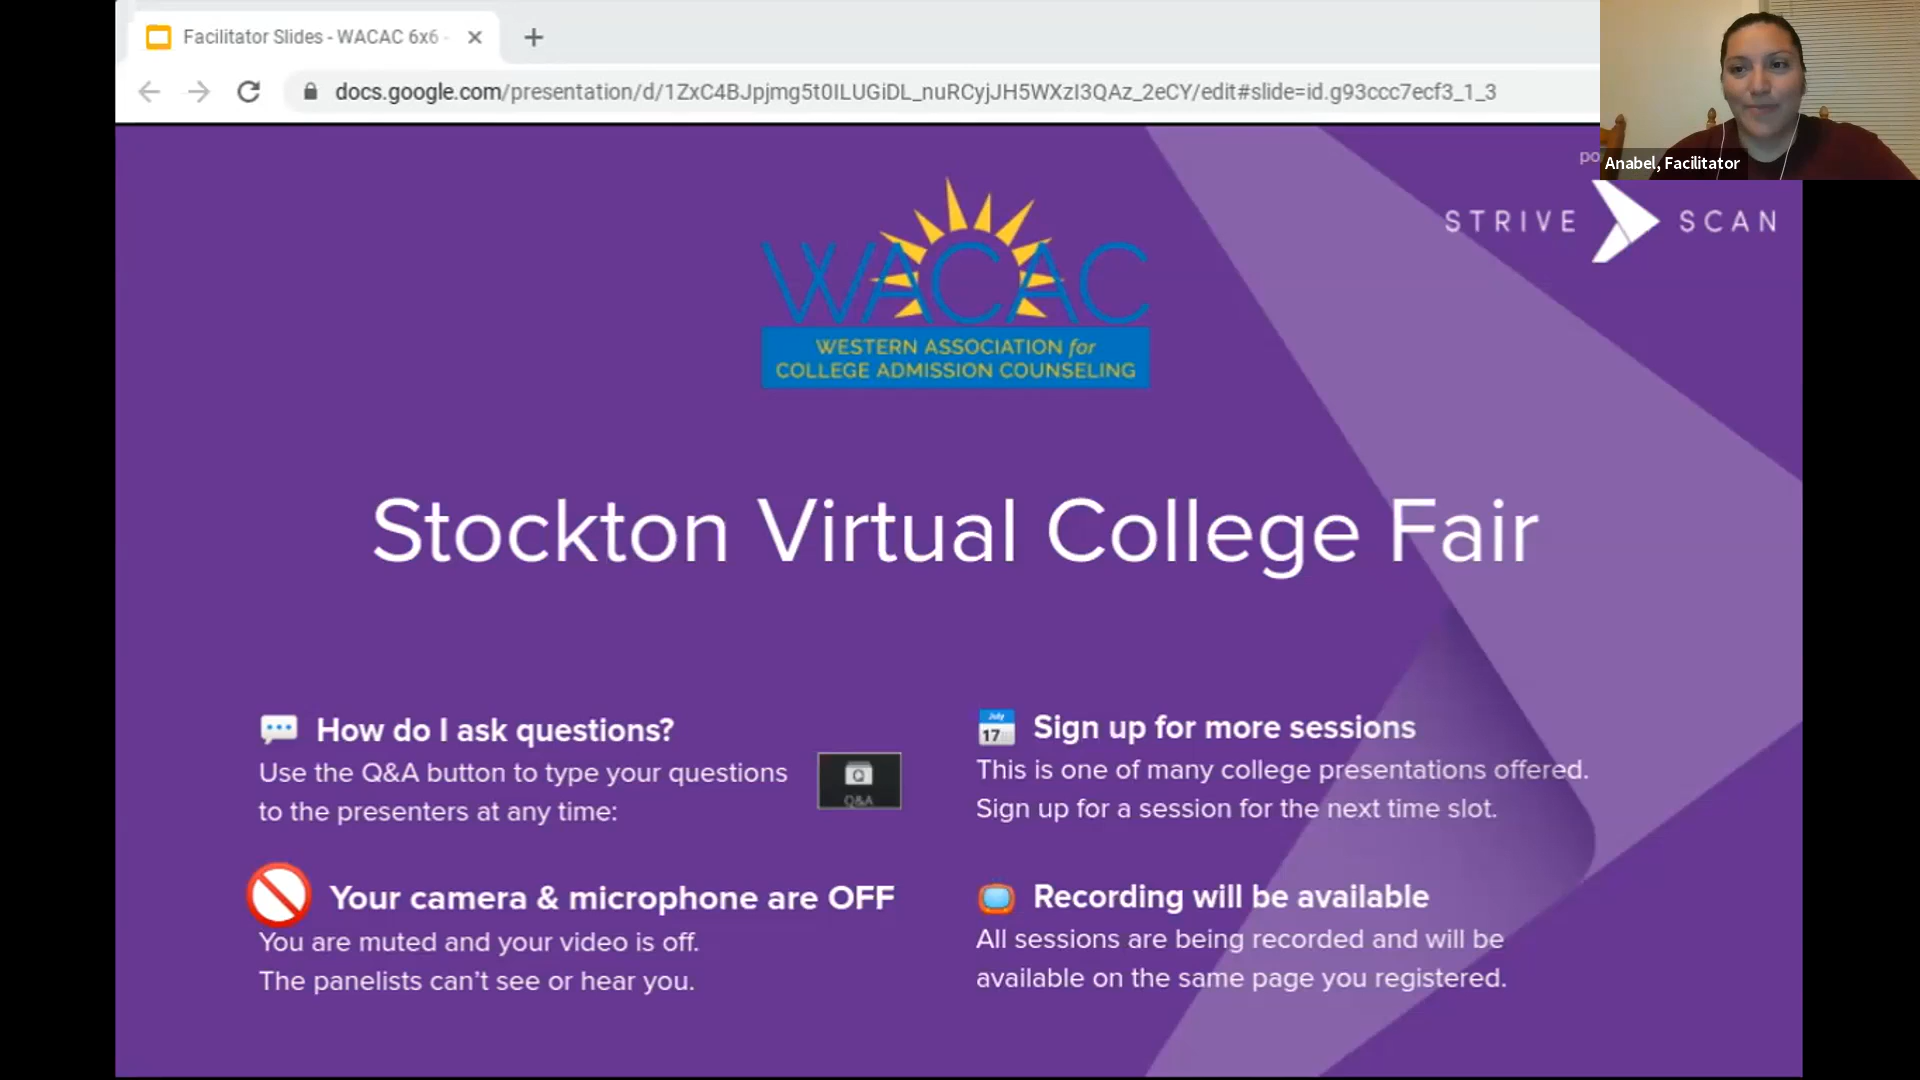 Facilitator Slides - WACAC 6x6 -
docs.google.com/presentation/d/1ZxC4BJpjmg5t0ILUGiDL_nuRCyjJH5WXzI3QAz_2eCY/edit#slide=id.g93ccc7ecf3_1_3
Anabel, Facilitator
STRIVE SCAN
WACAC
WESTERN ASSOCIATION for
COLLEGE ADMISSION COUNSELING
Stockton Virtual College Fair
How do I ask questions?
Use the Q&A button to type your questions
to the presenters at any time:
Q&A
Your camera & microphone are OFF
You are muted and your video is off.
The panelists can't see or hear you.
July
17
Sign up for more sessions
This is one of many college presentations offered.
Sign up for a session for the next time slot.
Recording will be available
All sessions are being recorded and will be
available on the same page you registered.